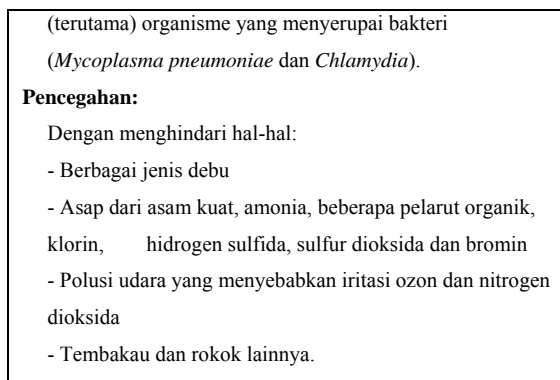 (terutama) organisme yang menyerupai bakteri
(Mycoplasma pneumoniae dan Chlamydia).
Pencegahan:
Dengan menghindari hal-hal:
- Berbagai jenis debu
- Asap dari asam kuat, amonia, beberapa pelarut organik,
klorin, hidrogen sulfida, sulfur dioksida dan bromin
- Polusi udara yang menyebabkan iritasi ozon dan nitrogen
dioksida
- Tembakau dan rokok lainnya.